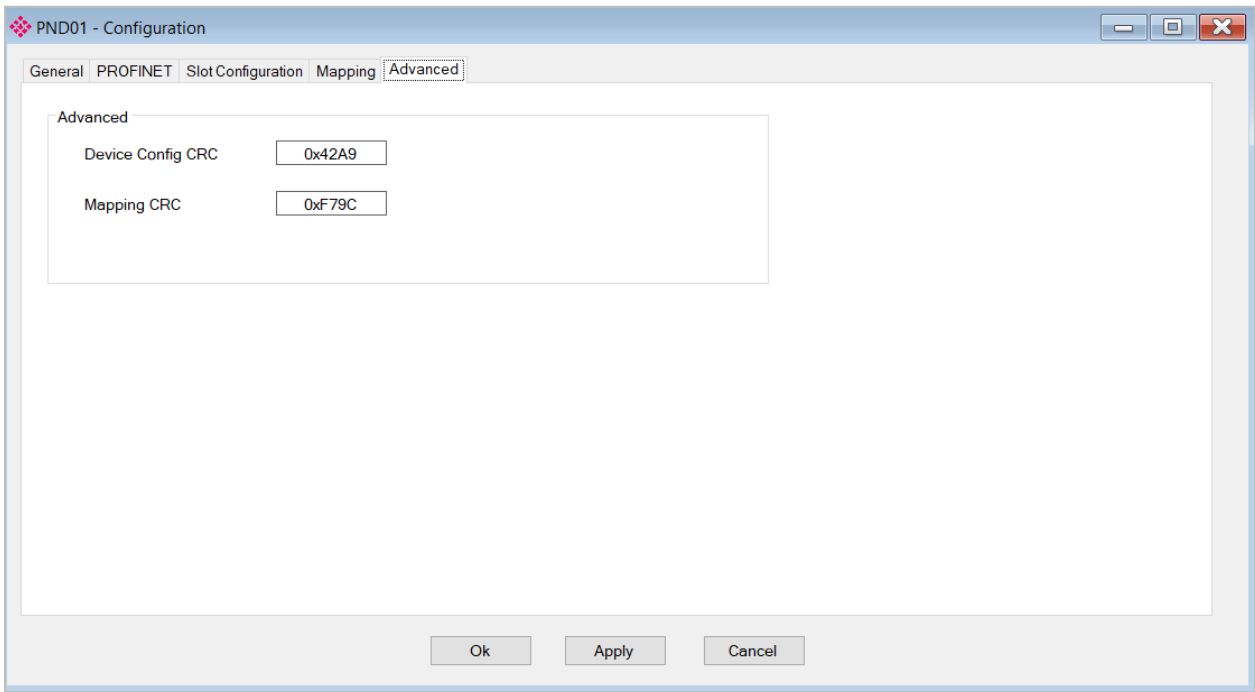 PND01 - Configuration
General PROFINET Slot Configuration Mapping Advanced
Advanced
Device Config CRC 0x42A9
Mapping CRC 0xF79C
Ok Apply Cancel